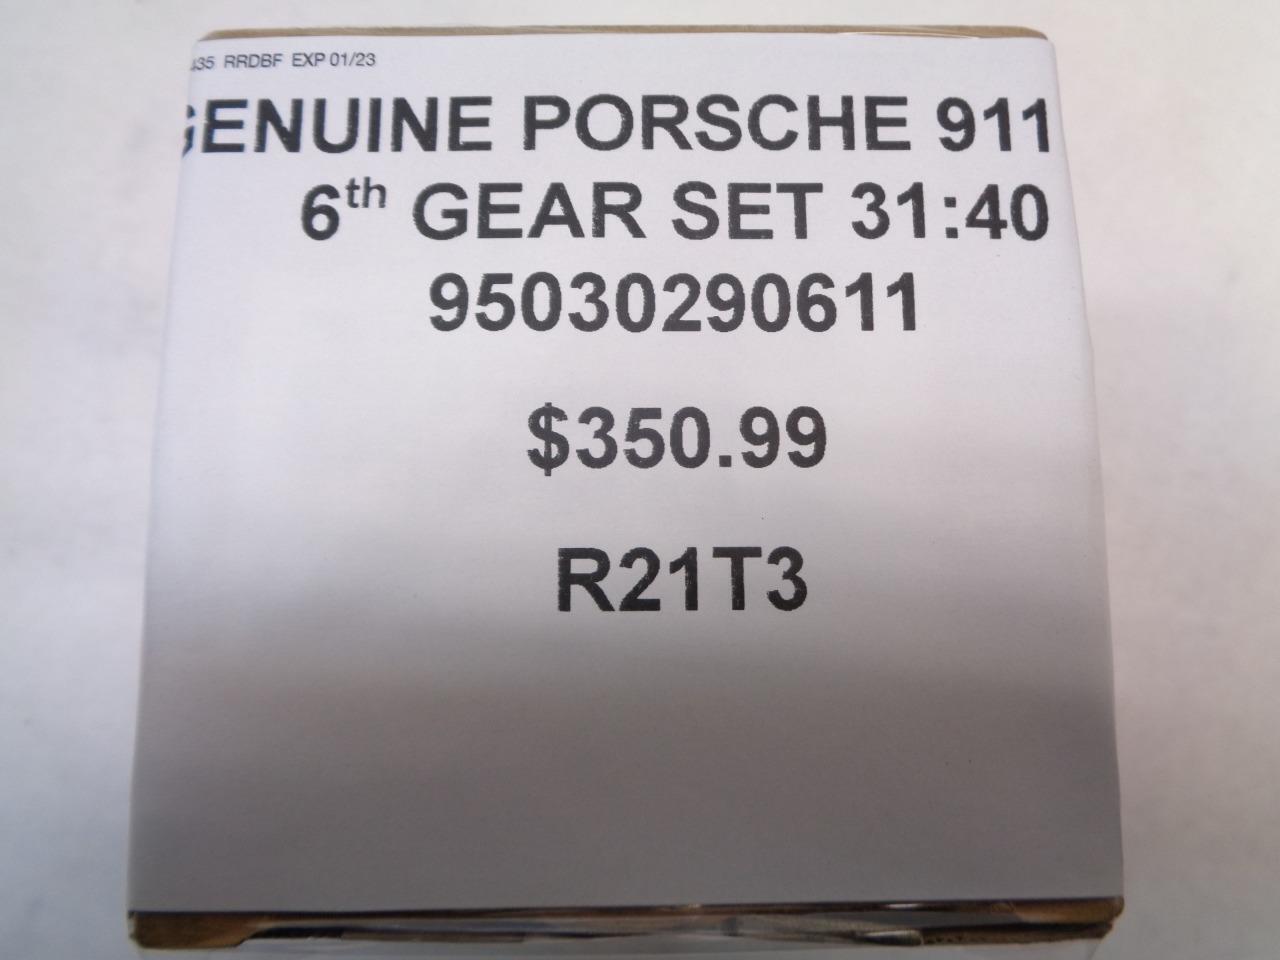 RRDBF EXP 01/23
GENUINE PORSCHE 911
6th GEAR SET 31:40
95030290611
$350.99
R21T3